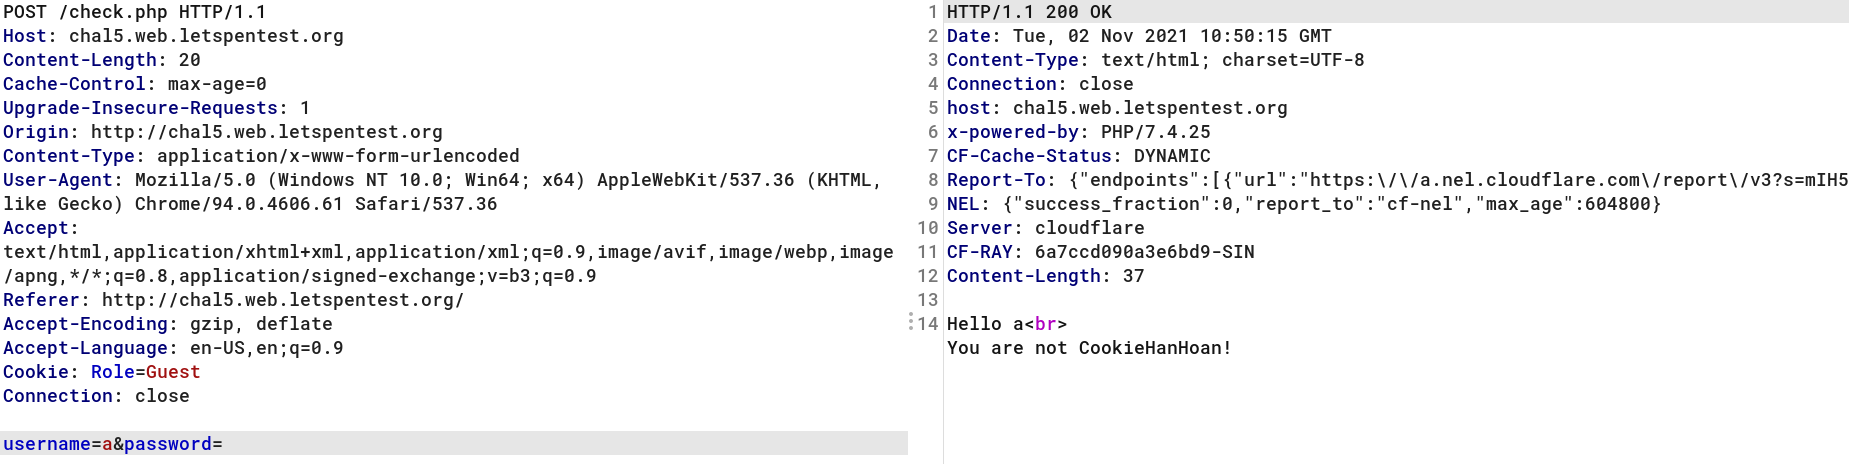 POST /check.php HTTP/1.1
Host: chal5.web.letspentest.org
Content-Length: 20
Cache-Control: max-age=0
Upgrade-Insecure-Requests: 1
Origin: http://chal5.web.letspentest.org
Content-Type: application/x-www-form-urlencoded
User-Agent: Mozilla/5.0 (Windows NT 10.0; Win64; x64) AppleWebKit/537.36 (KHTML,
like Gecko) Chrome/94.0.4606.61 Safari/537.36
Accept:
text/html,application/xhtml+xml,application/xml;q=0.9,image/avif,image/webp,image
/apng,*/*;q=0.8,application/signed-exchange;v=b3;q=0.9
Referer: http://chal5.web.letspentest.org/
Accept-Encoding: gzip, deflate
Accept-Language: en-US,en;q=0.9
Cookie: Role=Guest
Connection: close
username=a&password=
1 HTTP/1.1 200 OK
2 Date: Tue, 02 Nov 2021 10:50:15 GMT
3 Content-Type: text/html; charset=UTF-8
4 Connection: close
5 host: chal5.web.letspentest.org
6 x-powered-by: PHP/7.4.25
7 CF-Cache-Status: DYNAMIC
8 Report-To: {"endpoints":[{"url":"https:\/\/a.nel.cloudflare.com\/report\/v3?s=mIH5
9 NEL: {"success_fraction":0,"report_to":"cf-nel","max_age":604800}
10 Server: cloudflare
11 CF-RAY: 6a7ccd090a3e6bd9-SIN
12 Content-Length: 37
13
14 Hello a<br>
You are not CookieHanHoan!